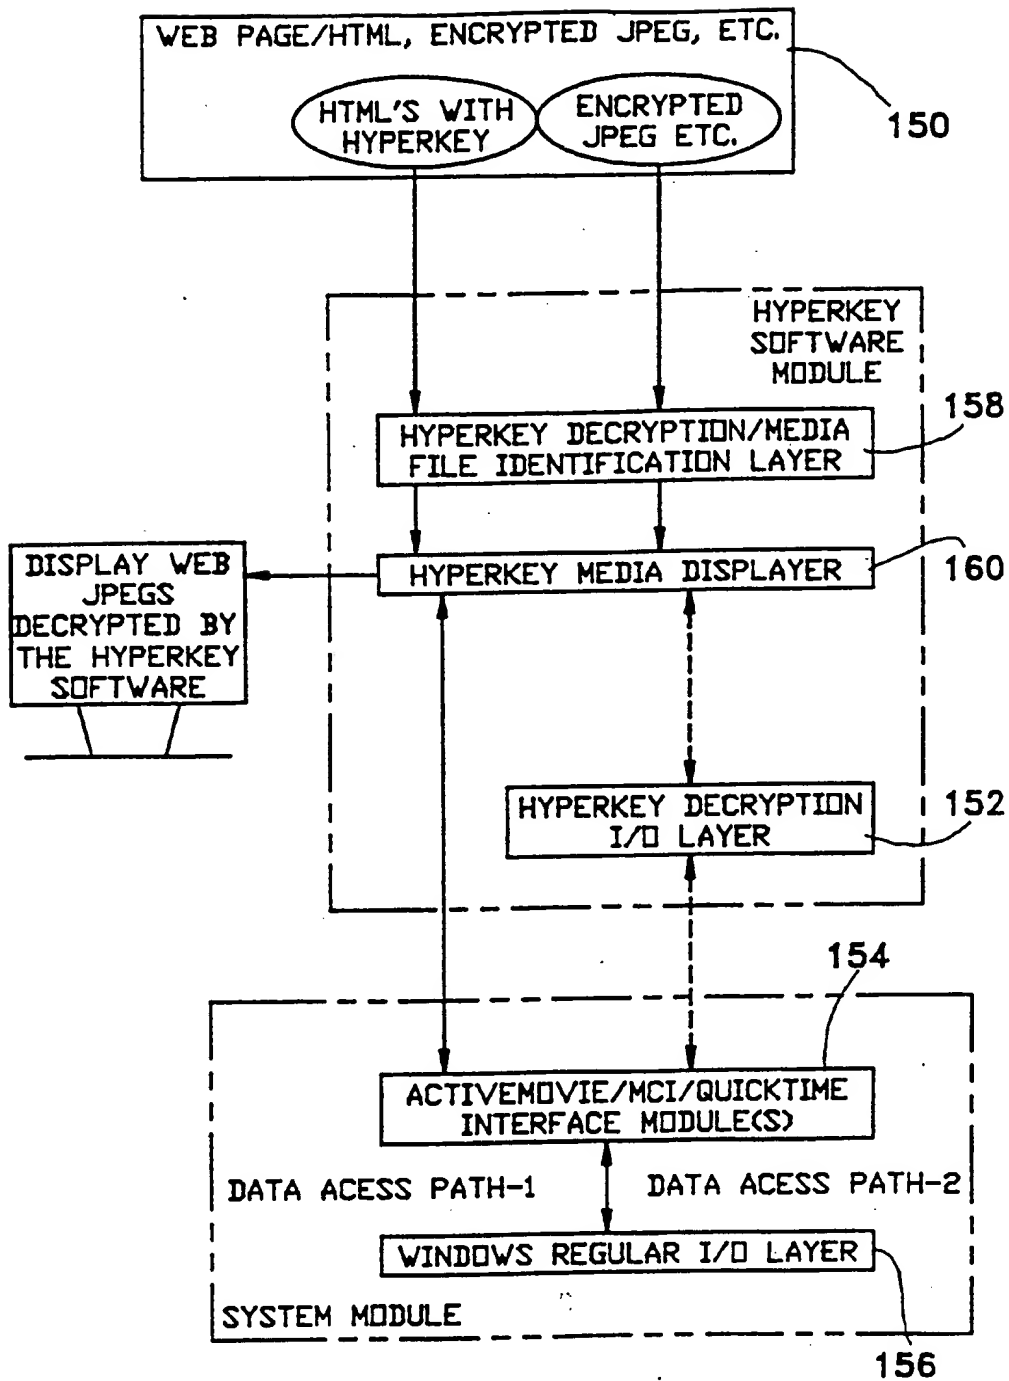 WEB PAGE/HTML, ENCRYPTED JPEG, ETC.
HTML'S WITH
HYPERKEY
ENCRYPTED
JPEG ETC.
150
HYPERKEY
SOFTWARE
MODULE
158
HYPERKEY DECRYPTION/MEDIA
FILE IDENTIFICATION LAYER
160
HYPERKEY MEDIA DISPLAYER
DISPLAY WEB
JPEGS
DECRYPTED BY
THE HYPERKEY
SOFTWARE
152
HYPERKEY DECRYPTION
I/O LAYER
154
ACTIVEMOVIE/MCI/QUICKTIME
INTERFACE MODULE(S)
DATA ACESS PATH-1
DATA ACESS PATH-2
WINDOWS REGULAR I/O LAYER
SYSTEM MODULE
156